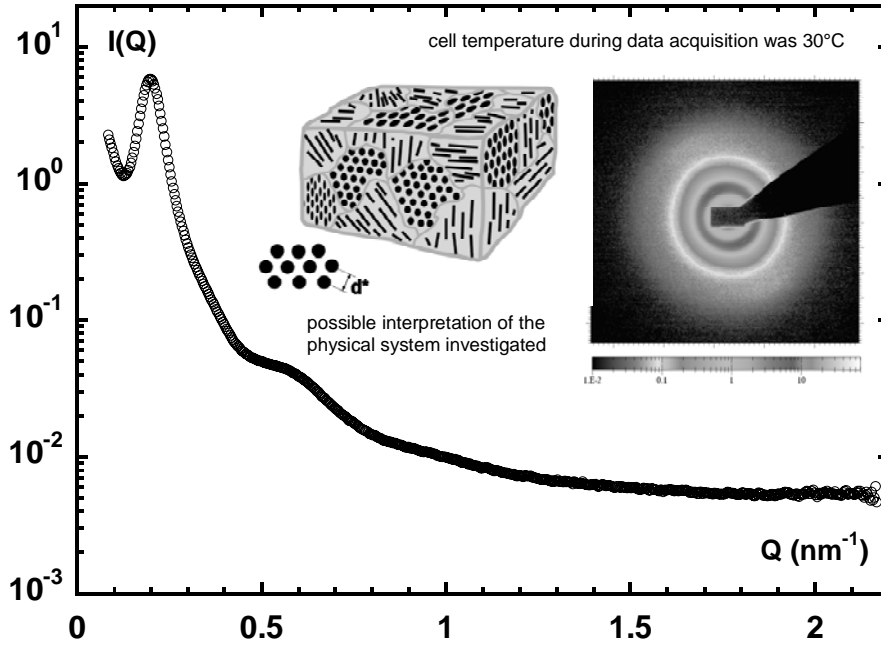 I(Q)
cell temperature during data acquisition was 30°C
10^1
10^0
10^-1
10^-2
10^-3
d*
possible interpretation of the
physical system investigated
1.E-2 0.1 1 10
Q (nm^-1)
0 0.5 1 1.5 2